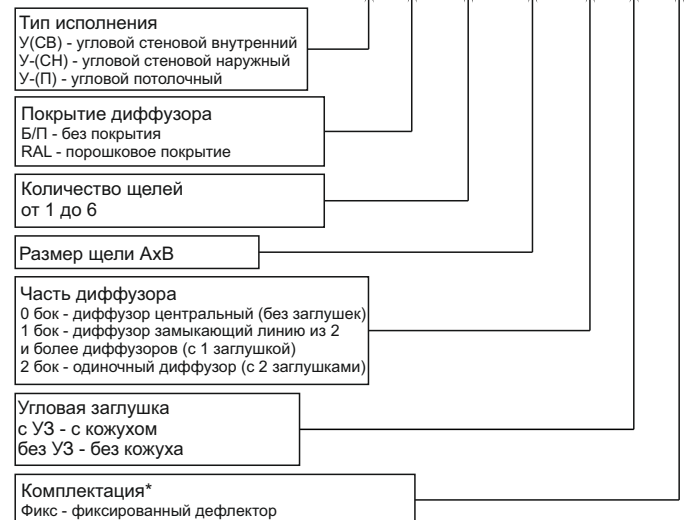 Тип исполнения
У(СВ) - угловой стеновой внутренний
У-(СН) - угловой стеновой наружный
У-(П) - угловой потолочный
Покрытие диффузора
Б/П - без покрытия
RAL - порошковое покрытие
Количество щелей
от 1 до 6
Размер щели АхВ
Часть диффузора
0 бок - диффузор центральный (без заглушек)
1 бок - диффузор замыкающий линию из 2
и более диффузоров (с 1 заглушкой)
2 бок - одиночный диффузор (с 2 заглушками)
Угловая заглушка
с УЗ - с кожухом
без УЗ - без кожуха
Комплектация*
Фикс - фиксированный дефлектор